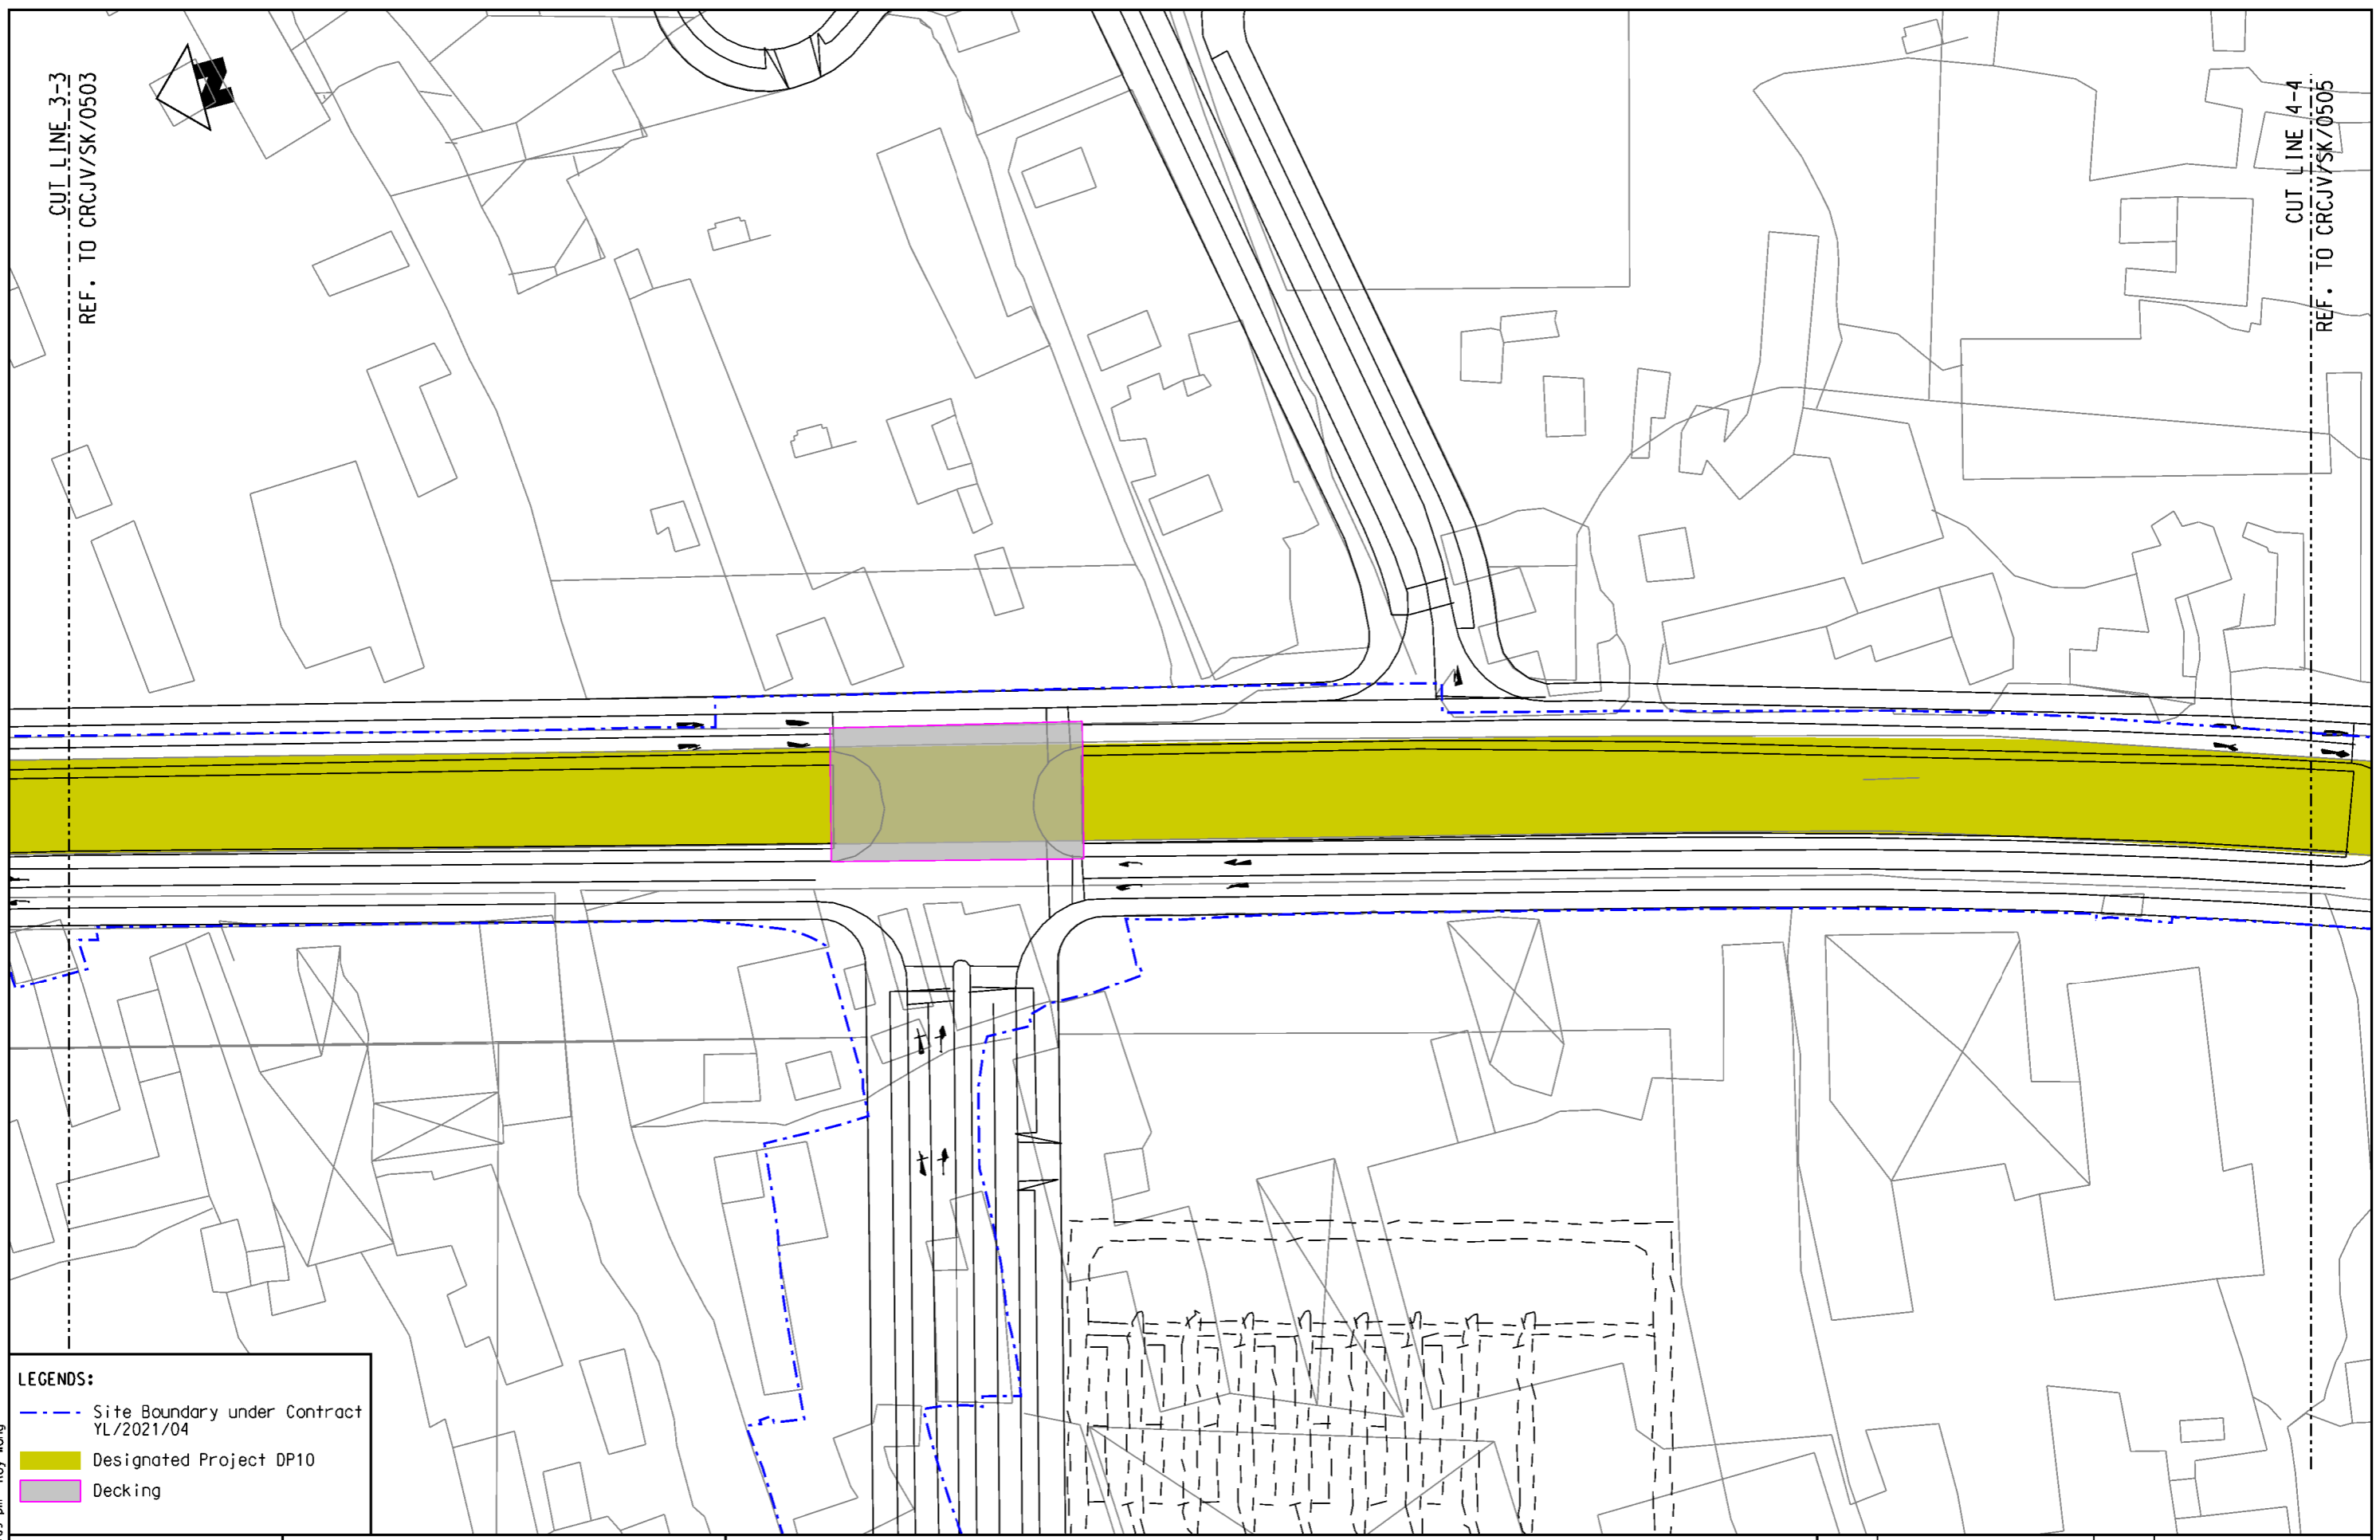 CUT LINE 3-3
REF. TO CRCJV/SK/0503
CUT LINE 4-4
REF. TO CRCJV/SK/0505
N
LEGENDS:
Site Boundary under Contract
YL/2021/04
Designated Project DP10
Decking